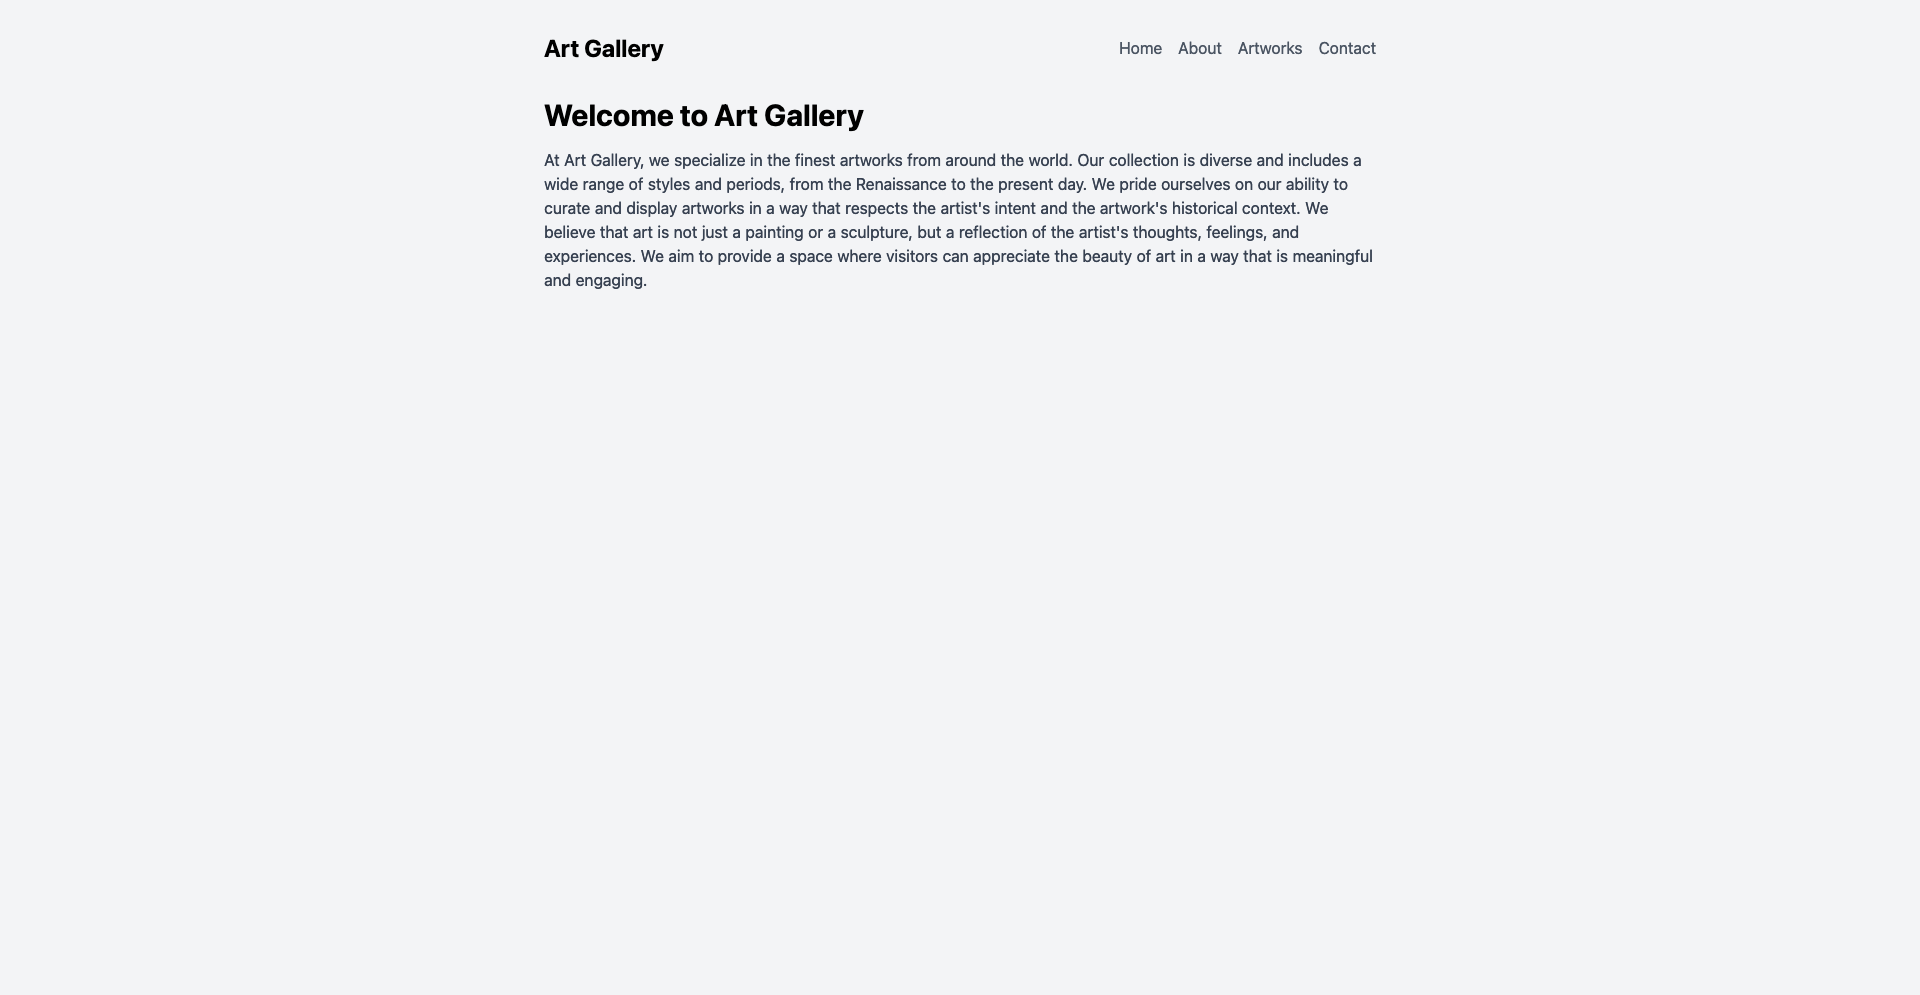 Art Gallery
Home About Artworks Contact
Welcome to Art Gallery
At Art Gallery, we specialize in the finest artworks from around the world. Our collection is diverse and includes a
wide range of styles and periods, from the Renaissance to the present day. We pride ourselves on our ability to
curate and display artworks in a way that respects the artist's intent and the artwork's historical context. We
believe that art is not just a painting or a sculpture, but a reflection of the artist's thoughts, feelings, and
experiences. We aim to provide a space where visitors can appreciate the beauty of art in a way that is meaningful
and engaging.